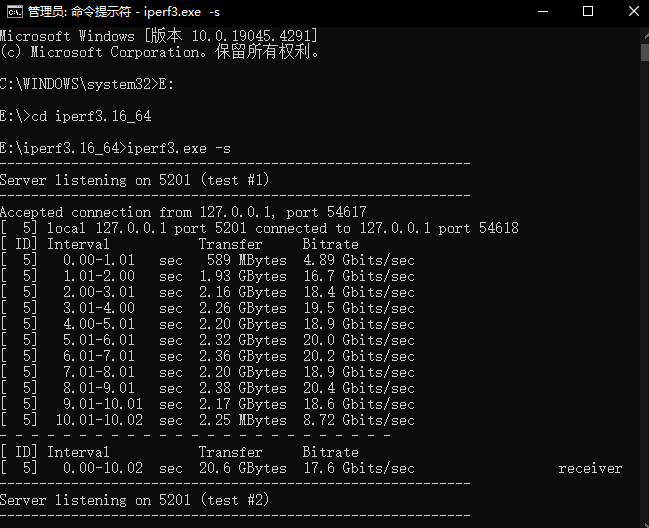 管理员: 命令提示符 - iperf3.exe  -s
Microsoft Windows [版本 10.0.19045.4291]
(c) Microsoft Corporation。保留所有权利。
C:\WINDOWS\system32>E:
E:\>cd iperf3.16_64
E:\iperf3.16_64>iperf3.exe -s
-----------------------------------------------------------
Server listening on 5201 (test #1)
-----------------------------------------------------------
Accepted connection from 127.0.0.1, port 54617
[  5] local 127.0.0.1 port 5201 connected to 127.0.0.1 port 54618
[ ID] Interval           Transfer     Bitrate
[  5]   0.00-1.01   sec   589 MBytes  4.89 Gbits/sec
[  5]   1.01-2.00   sec  1.93 GBytes  16.7 Gbits/sec
[  5]   2.00-3.01   sec  2.16 GBytes  18.4 Gbits/sec
[  5]   3.01-4.00   sec  2.26 GBytes  19.5 Gbits/sec
[  5]   4.00-5.01   sec  2.20 GBytes  18.9 Gbits/sec
[  5]   5.01-6.01   sec  2.32 GBytes  20.0 Gbits/sec
[  5]   6.01-7.01   sec  2.36 GBytes  20.2 Gbits/sec
[  5]   7.01-8.01   sec  2.20 GBytes  18.9 Gbits/sec
[  5]   8.01-9.01   sec  2.38 GBytes  20.4 Gbits/sec
[  5]   9.01-10.01  sec  2.17 GBytes  18.6 Gbits/sec
[  5]  10.01-10.02  sec  2.25 MBytes  8.72 Gbits/sec
- - - - - - - - - - - - - - - - - - - - - - - - -
[ ID] Interval           Transfer     Bitrate
[  5]   0.00-10.02  sec  20.6 GBytes  17.6 Gbits/sec                  receiver
-----------------------------------------------------------
Server listening on 5201 (test #2)
-----------------------------------------------------------